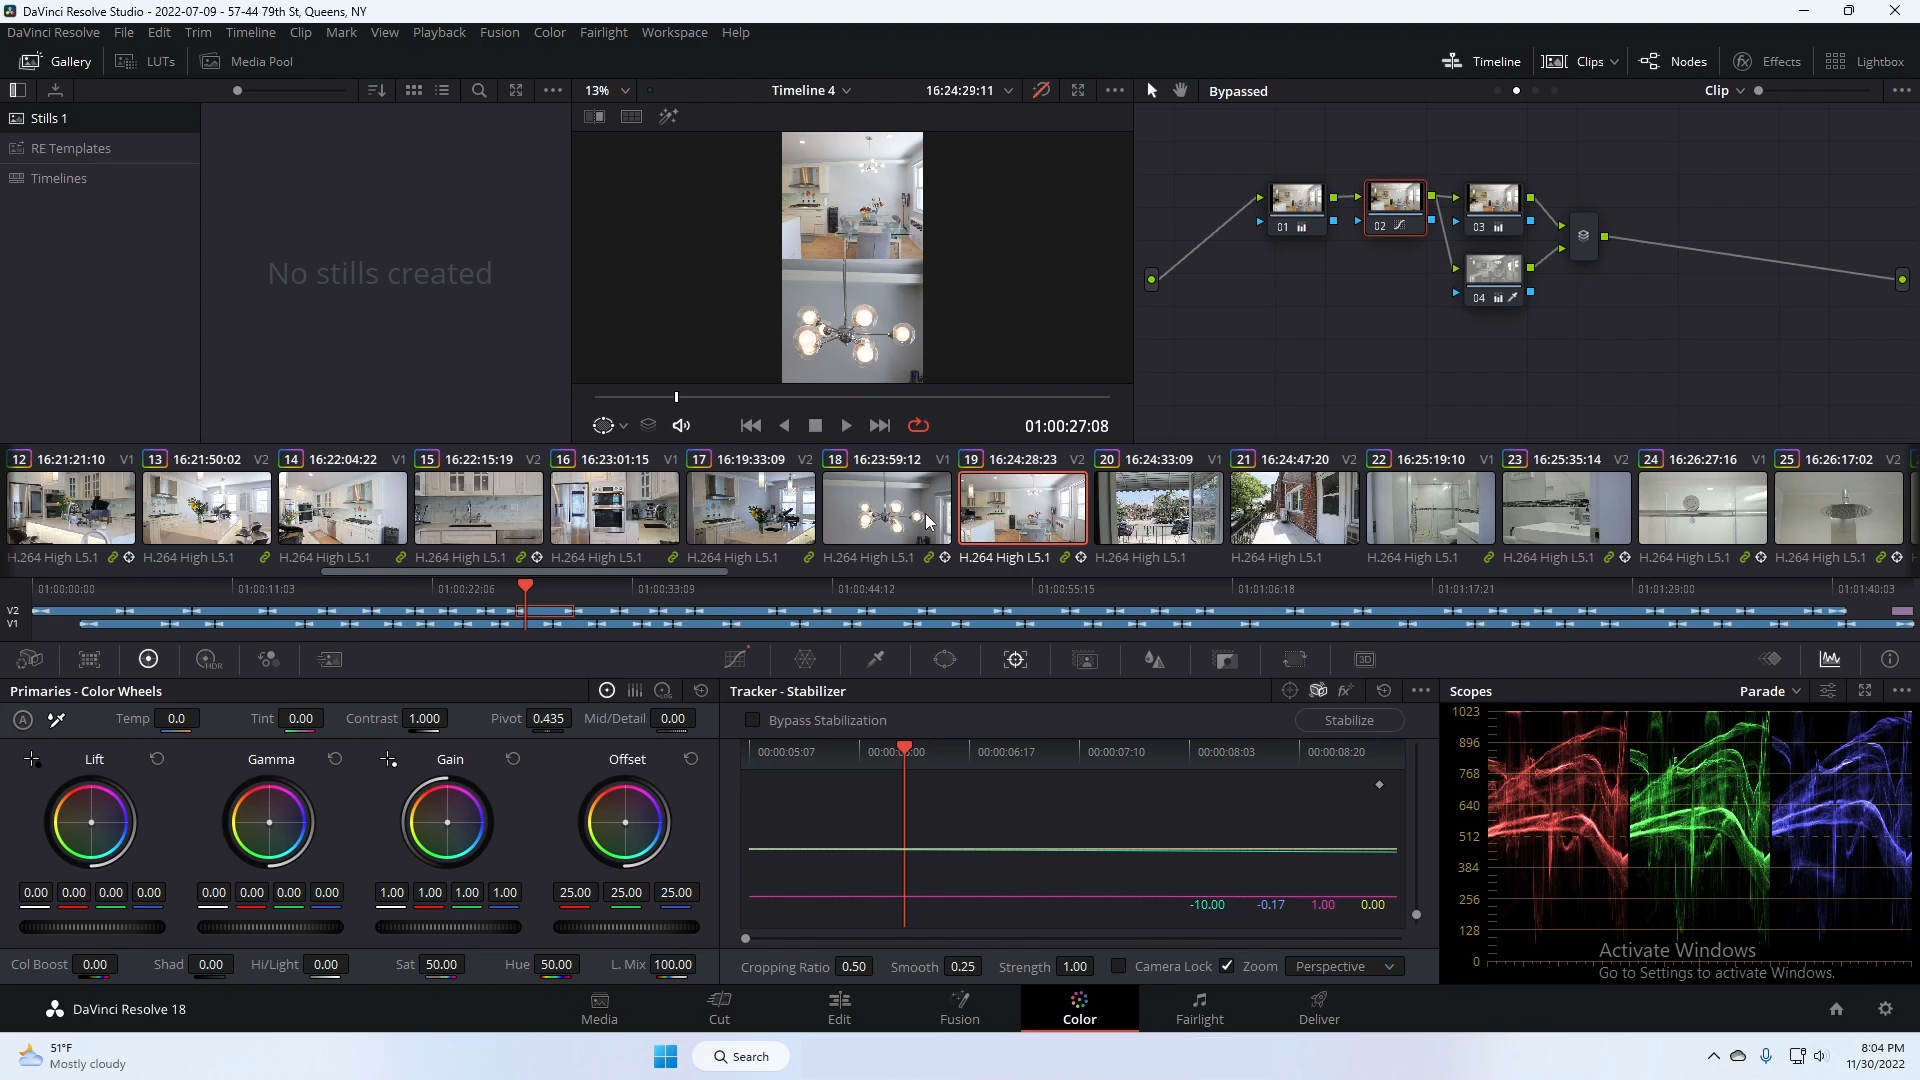 DaVinci Resolve Studio - 2022-07-09 - 57-44 79th St, Queens, NY
DaVinci Resolve File Edit Trim Timeline Clip Mark View Playback Fusion Color Fairlight Workspace Help
Gallery LUTs Media Pool Timeline Clips Nodes Effects Lightbox
13% Timeline 4 16:24:29:11 Bypassed Clip
Stills 1
RE Templates
Timelines
No stills created
01 02 03
04
01:00:27:08
12 16:21:21:10 V1 13 16:21:50:02 V2 14 16:22:04:22 V1 15 16:22:15:19 V2 16 16:23:01:15 V1 17 16:19:33:09 V2 18 16:23:59:12 V1 19 16:24:28:23 V2 20 16:24:33:09 V1 21 16:24:47:20 V2 22 16:25:19:10 V1 23 16:25:35:14 V2 24 16:26:27:16 V1 25 16:26:17:02 V2
H.264 High L5.1 H.264 High L5.1 H.264 High L5.1 H.264 High L5.1 H.264 High L5.1 H.264 High L5.1 H.264 High L5.1 H.264 High L5.1 H.264 High L5.1 H.264 High L5.1 H.264 High L5.1 H.264 High L5.1 H.264 High L5.1 H.264 High L5.1
01:00:00:00 01:00:11:03 01:00:22:06 01:00:33:09 01:00:44:12 01:00:55:15 01:01:06:18 01:01:17:21 01:01:29:00 01:01:40:03
V2
V1
HDR 3D
Primaries - Color Wheels LOG Tracker - Stabilizer fx Scopes Parade
A Temp 0.0 Tint 0.00 Contrast 1.000 Pivot 0.435 Mid/Detail 0.00 Bypass Stabilization Stabilize
Lift Gamma Gain Offset
00:00:05:07 00:00:06:17 00:00:07:10 00:00:08:03 00:00:08:20
0.00 0.00 0.00 0.00 0.00 0.00 0.00 0.00 1.00 1.00 1.00 1.00 25.00 25.00 25.00
-10.00 -0.17 1.00 0.00
1023
896
768
640
512
384
256
128
0
Col Boost 0.00 Shad 0.00 Hi/Light 0.00 Sat 50.00 Hue 50.00 L. Mix 100.00 Cropping Ratio 0.50 Smooth 0.25 Strength 1.00 Camera Lock Zoom Perspective
Activate Windows
Go to Settings to activate Windows.
DaVinci Resolve 18 Media Cut Edit Fusion Color Fairlight Deliver
51°F
Mostly cloudy
Search
8:04 PM
11/30/2022